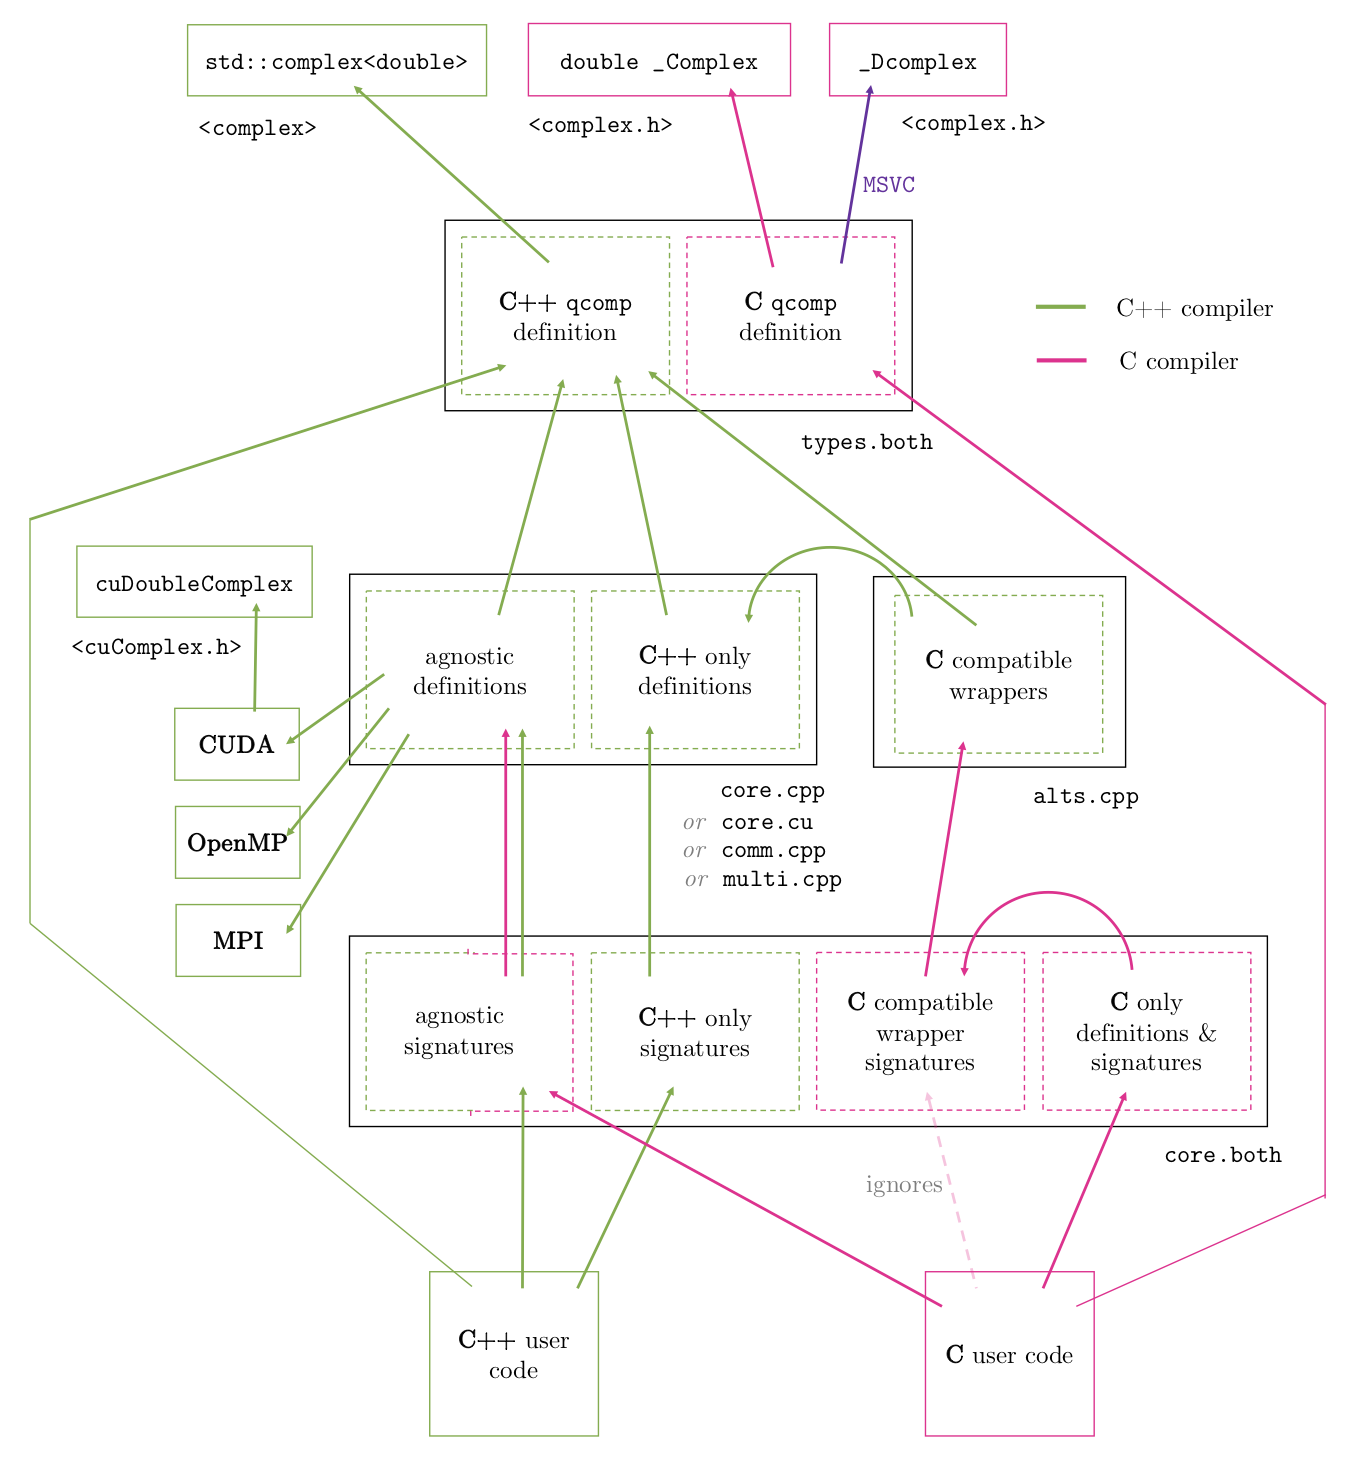 std::complex<double>
double _Complex
_Dcomplex
<complex>
<complex.h>
<complex.h>
MSVC
C++ qcomp
definition
C qcomp
definition
C++ compiler
C compiler
types.both
cuDoubleComplex
<cuComplex.h>
agnostic
definitions
C++ only
definitions
C compatible
wrappers
CUDA
OpenMP
MPI
core.cpp
or core.cu
or comm.cpp
or multi.cpp
alts.cpp
agnostic
signatures
C++ only
signatures
C compatible
wrapper
signatures
C only
definitions &
signatures
core.both
ignores
C++ user
code
C user code